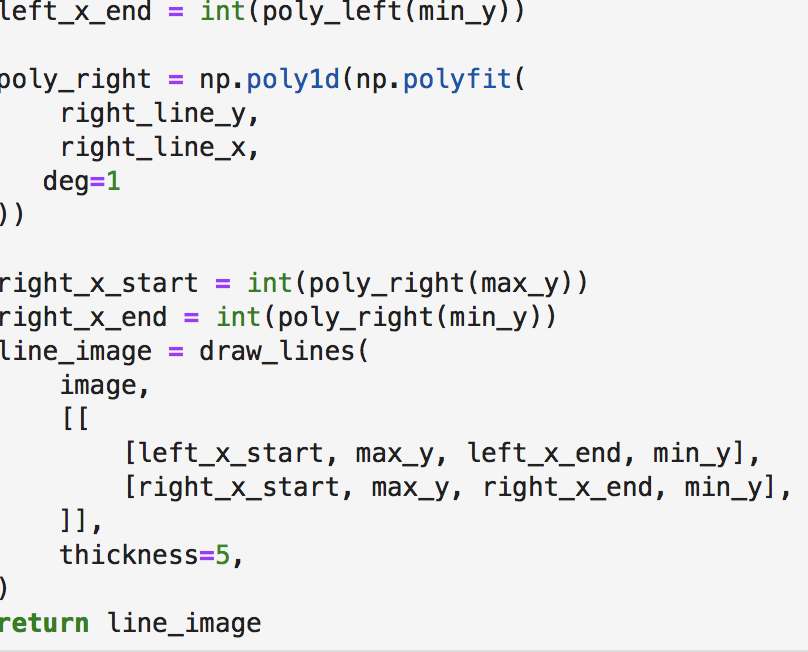 left_x_end = int(poly_left(min_y))

poly_right = np.poly1d(np.polyfit(
    right_line_y,
    right_line_x,
   deg=1
))

right_x_start = int(poly_right(max_y))
right_x_end = int(poly_right(min_y))
line_image = draw_lines(
    image,
    [[
        [left_x_start, max_y, left_x_end, min_y],
        [right_x_start, max_y, right_x_end, min_y],
    ]],
    thickness=5,
)
return line_image